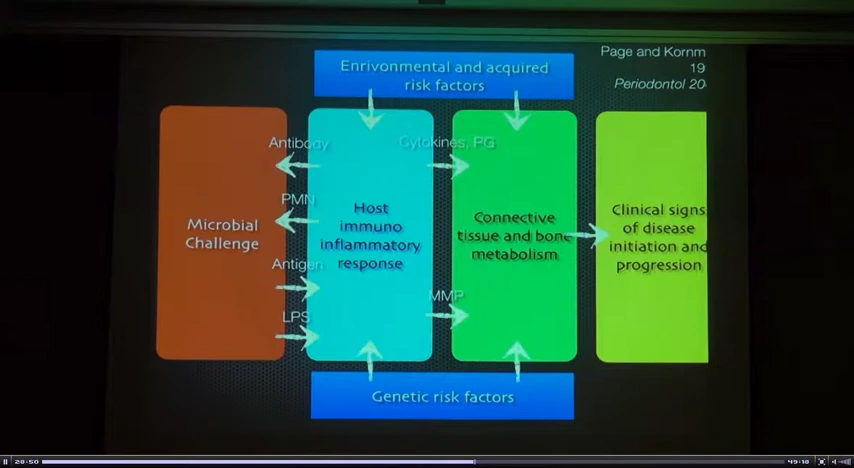 Enrivonmental and acquired
risk factors
Page and Kornm
19
Periodontol 20
Antibody
Cytokines, PG
PMN
Microbial
Challenge
Host
immuno
inflammatory
response
Connective
tissue and bone
metabolism
Clinical signs
of disease
initiation and
progression
Antigen
MMP
LPS
Genetic risk factors
28:50
49:18